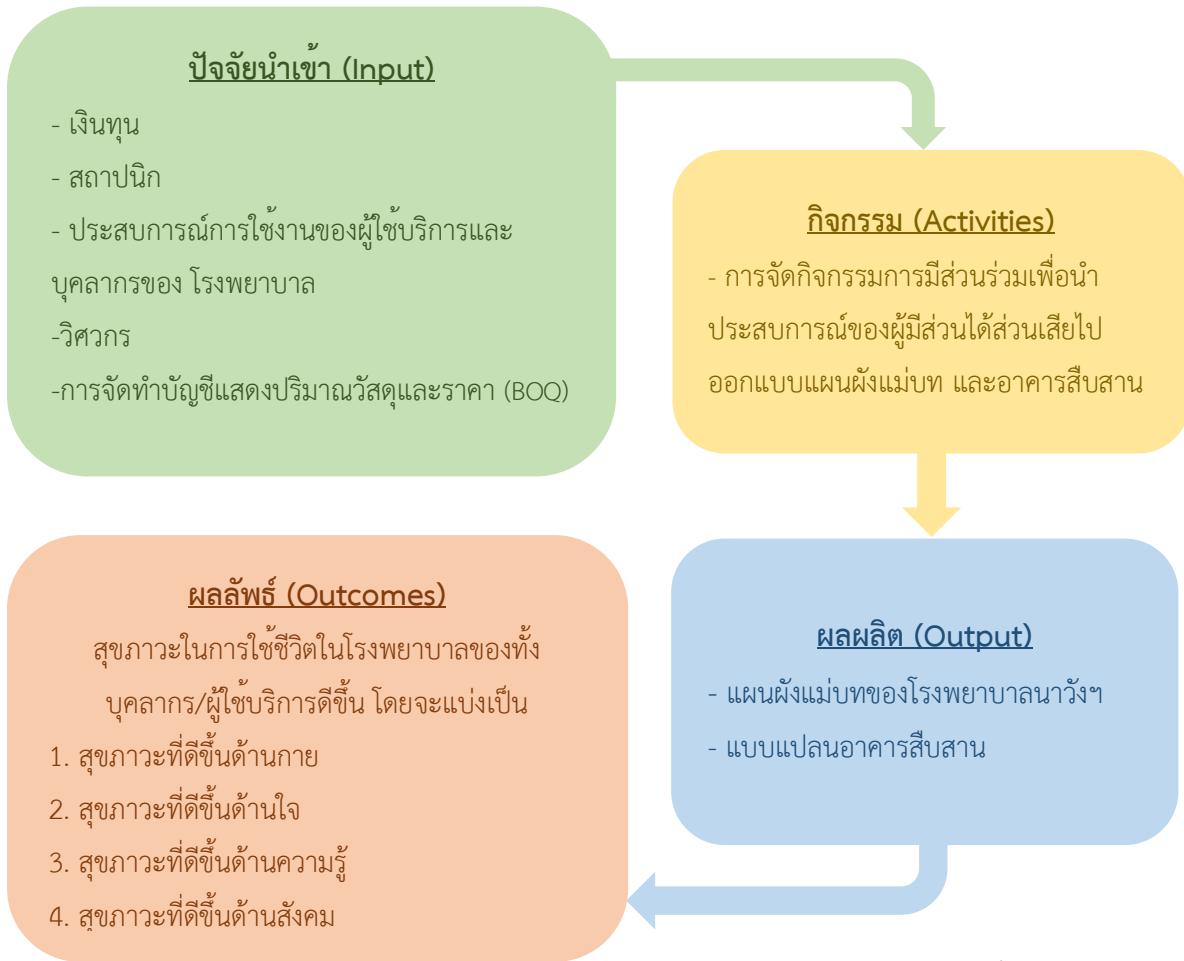 ปัจจัยนำเข้า (Input)
- เงินทุน
- สถาปนิก
- ประสบการณ์การใช้งานของผู้ใช้บริการและ
บุคลากรของ โรงพยาบาล
-วิศวกร
-การจัดทำบัญชีแสดงปริมาณวัสดุและราคา (BOQ)
กิจกรรม (Activities)
- การจัดกิจกรรมการมีส่วนร่วมเพื่อนำ
ประสบการณ์ของผู้มีส่วนได้ส่วนเสียไป
ออกแบบแผนผังแม่บท และอาคารสืบสาน
ผลผลิต (Output)
- แผนผังแม่บทของโรงพยาบาลนาวังฯ
- แบบแปลนอาคารสืบสาน
ผลลัพธ์ (Outcomes)
สุขภาวะในการใช้ชีวิตในโรงพยาบาลของทั้ง
บุคลากร/ผู้ใช้บริการดีขึ้น โดยจะแบ่งเป็น
1. สุขภาวะที่ดีขึ้นด้านกาย
2. สุขภาวะที่ดีขึ้นด้านใจ
3. สุขภาวะที่ดีขึ้นด้านความรู้
4. สุขภาวะที่ดีขึ้นด้านสังคม